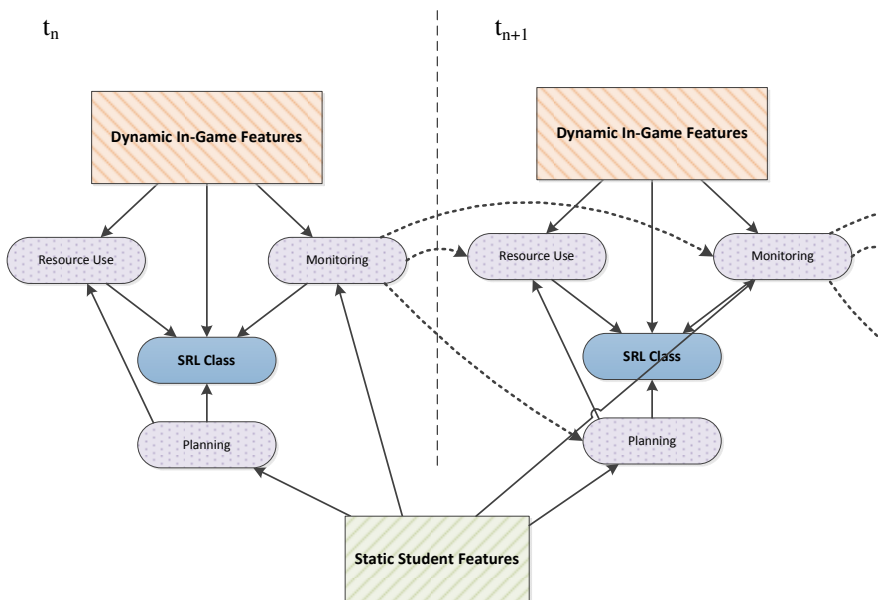 t_n
t_{n+1}
Dynamic In-Game Features
Dynamic In-Game Features
Resource Use
Monitoring
Resource Use
Monitoring
SRL Class
SRL Class
Planning
Planning
Static Student Features